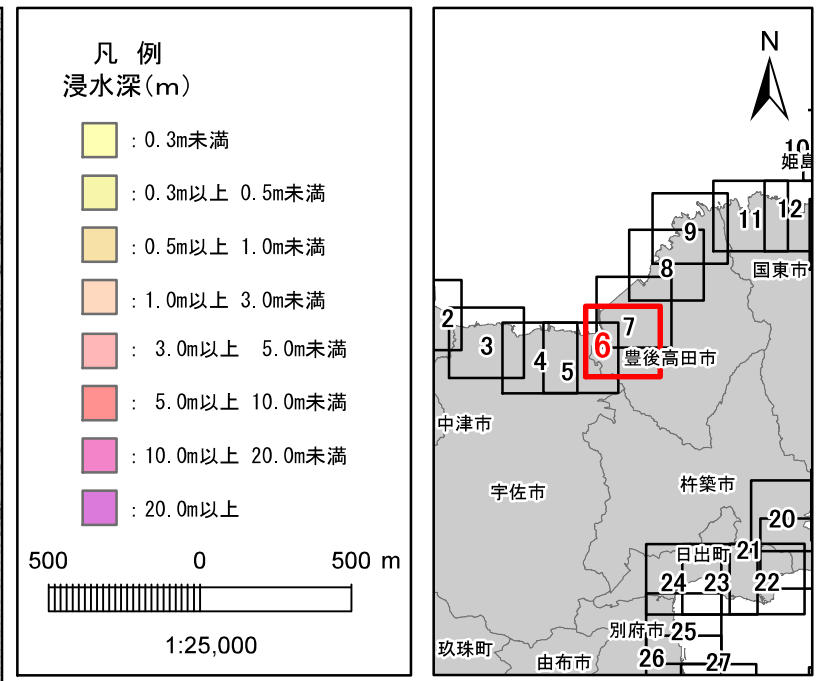 凡 例
浸水深(m)
: 0.3m未満
: 0.3m以上 0.5m未満
: 0.5m以上 1.0m未満
: 1.0m以上 3.0m未満
: 3.0m以上 5.0m未満
: 5.0m以上 10.0m未満
: 10.0m以上 20.0m未満
: 20.0m以上
500 0 500 m
1:25,000
N
10
姫島
11 12
9
国東市
8
2
7
3
6
豊後高田市
4
5
中津市
杵築市
宇佐市
20
21
日出町
24 23 22
別府市 25
玖珠町
由布市 26 27